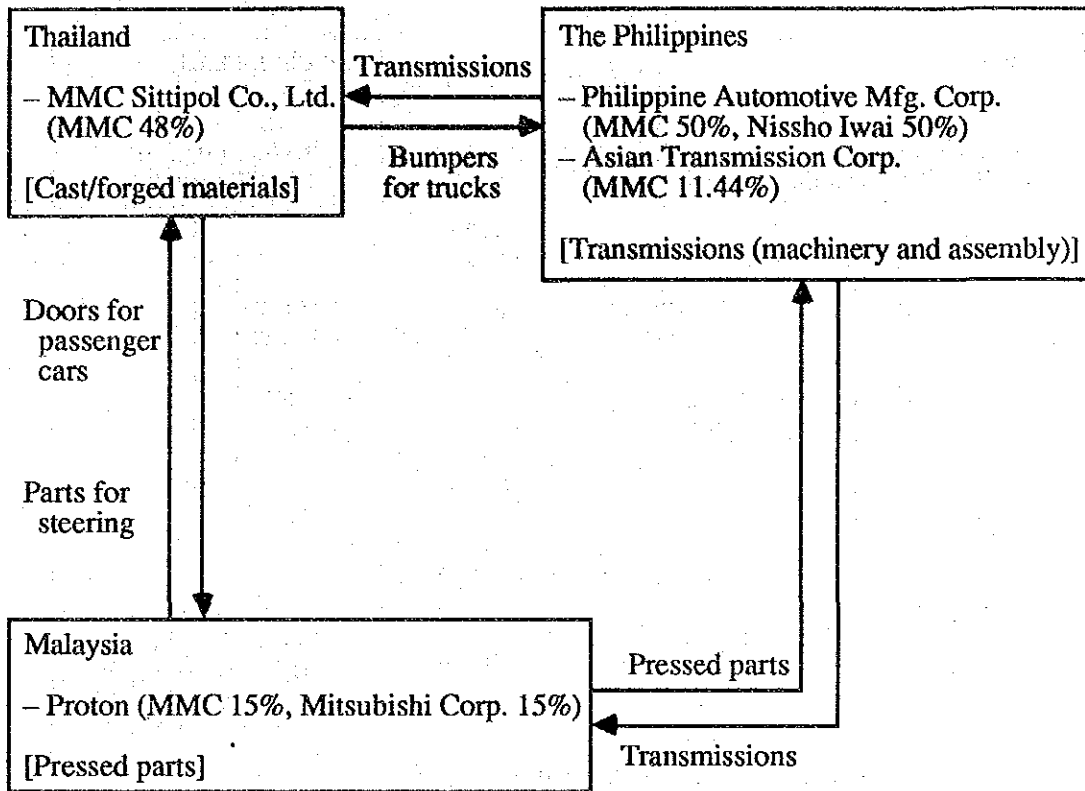 Thailand
– MMC Sittipol Co., Ltd.
(MMC 48%)
[Cast/forged materials]
Transmissions
Bumpers
for trucks
The Philippines
– Philippine Automotive Mfg. Corp.
(MMC 50%, Nissho Iwai 50%)
– Asian Transmission Corp.
(MMC 11.44%)
[Transmissions (machinery and assembly)]
Doors for
passenger
cars
Parts for
steering
Malaysia
– Proton (MMC 15%, Mitsubishi Corp. 15%)
[Pressed parts]
Pressed parts
Transmissions